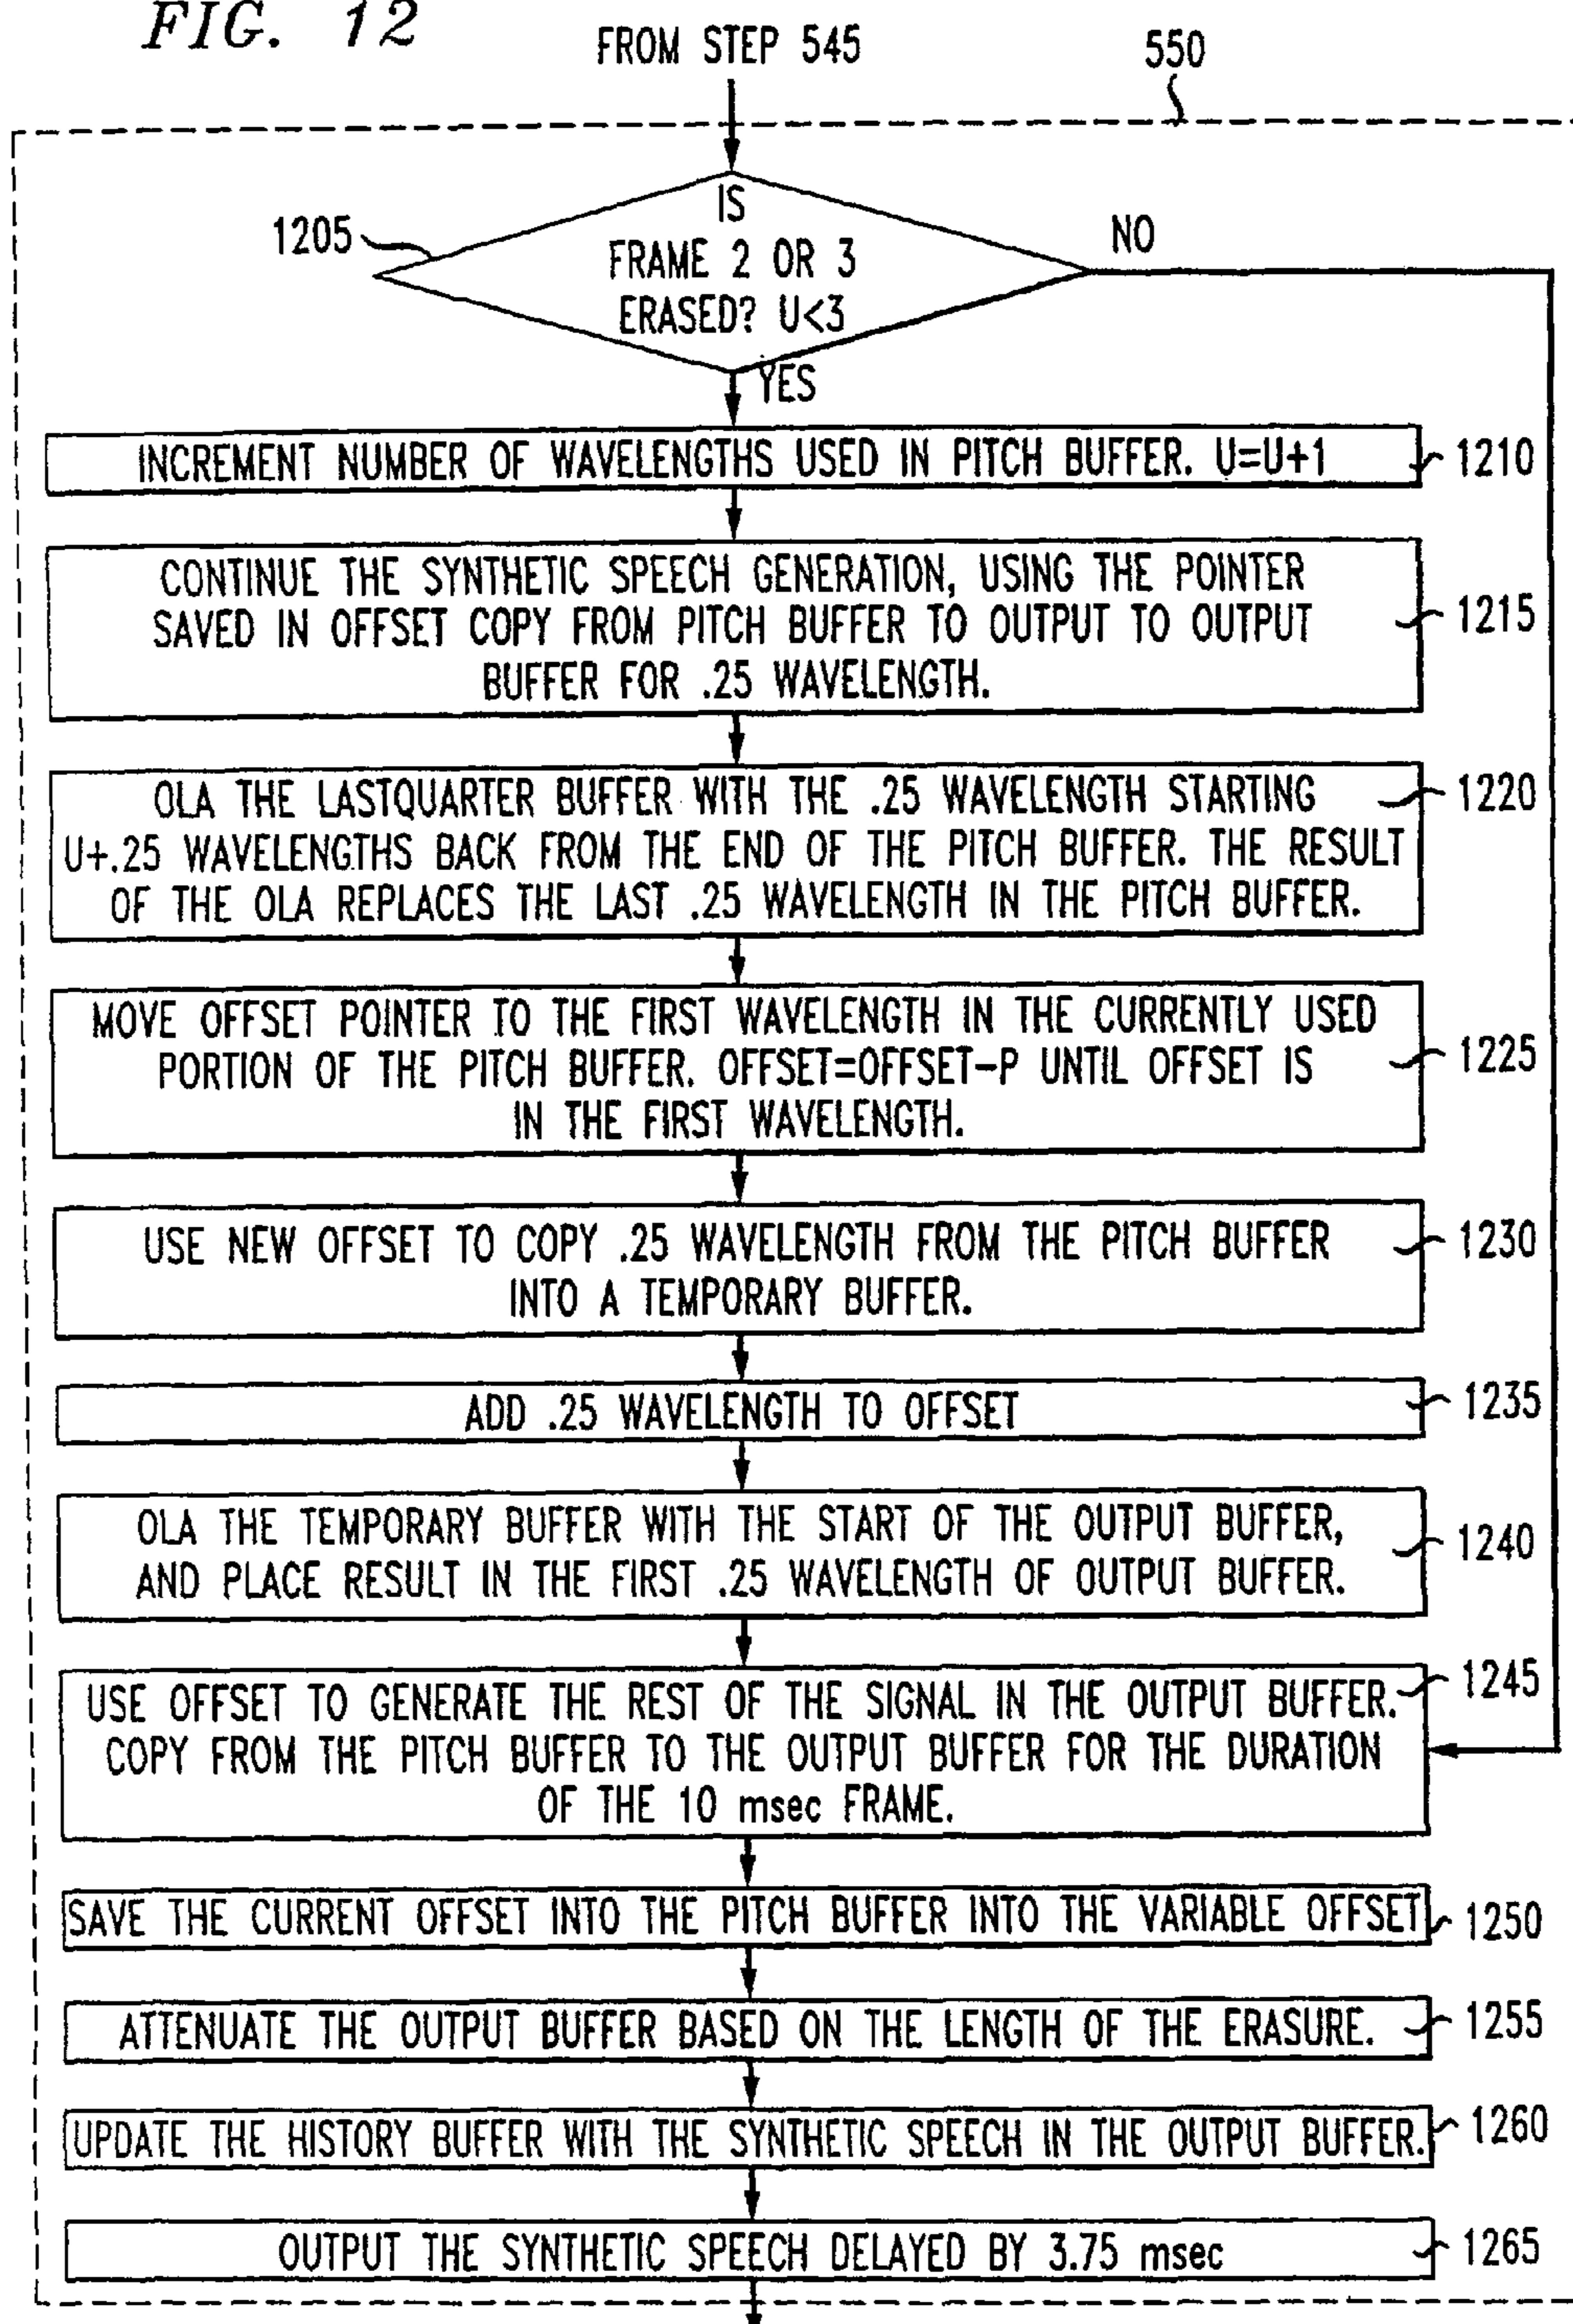 FIG. 12
FROM STEP 545
550
1205
IS
FRAME 2 OR 3
ERASED? U<3
NO
YES
INCREMENT NUMBER OF WAVELENGTHS USED IN PITCH BUFFER. U=U+1
1210
CONTINUE THE SYNTHETIC SPEECH GENERATION, USING THE POINTER
SAVED IN OFFSET COPY FROM PITCH BUFFER TO OUTPUT TO OUTPUT
BUFFER FOR .25 WAVELENGTH.
1215
OLA THE LASTQUARTER BUFFER WITH THE .25 WAVELENGTH STARTING
U+.25 WAVELENGTHS BACK FROM THE END OF THE PITCH BUFFER. THE RESULT
OF THE OLA REPLACES THE LAST .25 WAVELENGTH IN THE PITCH BUFFER.
1220
MOVE OFFSET POINTER TO THE FIRST WAVELENGTH IN THE CURRENTLY USED
PORTION OF THE PITCH BUFFER. OFFSET=OFFSET-P UNTIL OFFSET IS
IN THE FIRST WAVELENGTH.
1225
USE NEW OFFSET TO COPY .25 WAVELENGTH FROM THE PITCH BUFFER
INTO A TEMPORARY BUFFER.
1230
ADD .25 WAVELENGTH TO OFFSET
1235
OLA THE TEMPORARY BUFFER WITH THE START OF THE OUTPUT BUFFER,
AND PLACE RESULT IN THE FIRST .25 WAVELENGTH OF OUTPUT BUFFER.
1240
USE OFFSET TO GENERATE THE REST OF THE SIGNAL IN THE OUTPUT BUFFER.
COPY FROM THE PITCH BUFFER TO THE OUTPUT BUFFER FOR THE DURATION
OF THE 10 msec FRAME.
1245
SAVE THE CURRENT OFFSET INTO THE PITCH BUFFER INTO THE VARIABLE OFFSET
1250
ATTENUATE THE OUTPUT BUFFER BASED ON THE LENGTH OF THE ERASURE.
1255
UPDATE THE HISTORY BUFFER WITH THE SYNTHETIC SPEECH IN THE OUTPUT BUFFER.
1260
OUTPUT THE SYNTHETIC SPEECH DELAYED BY 3.75 msec
1265